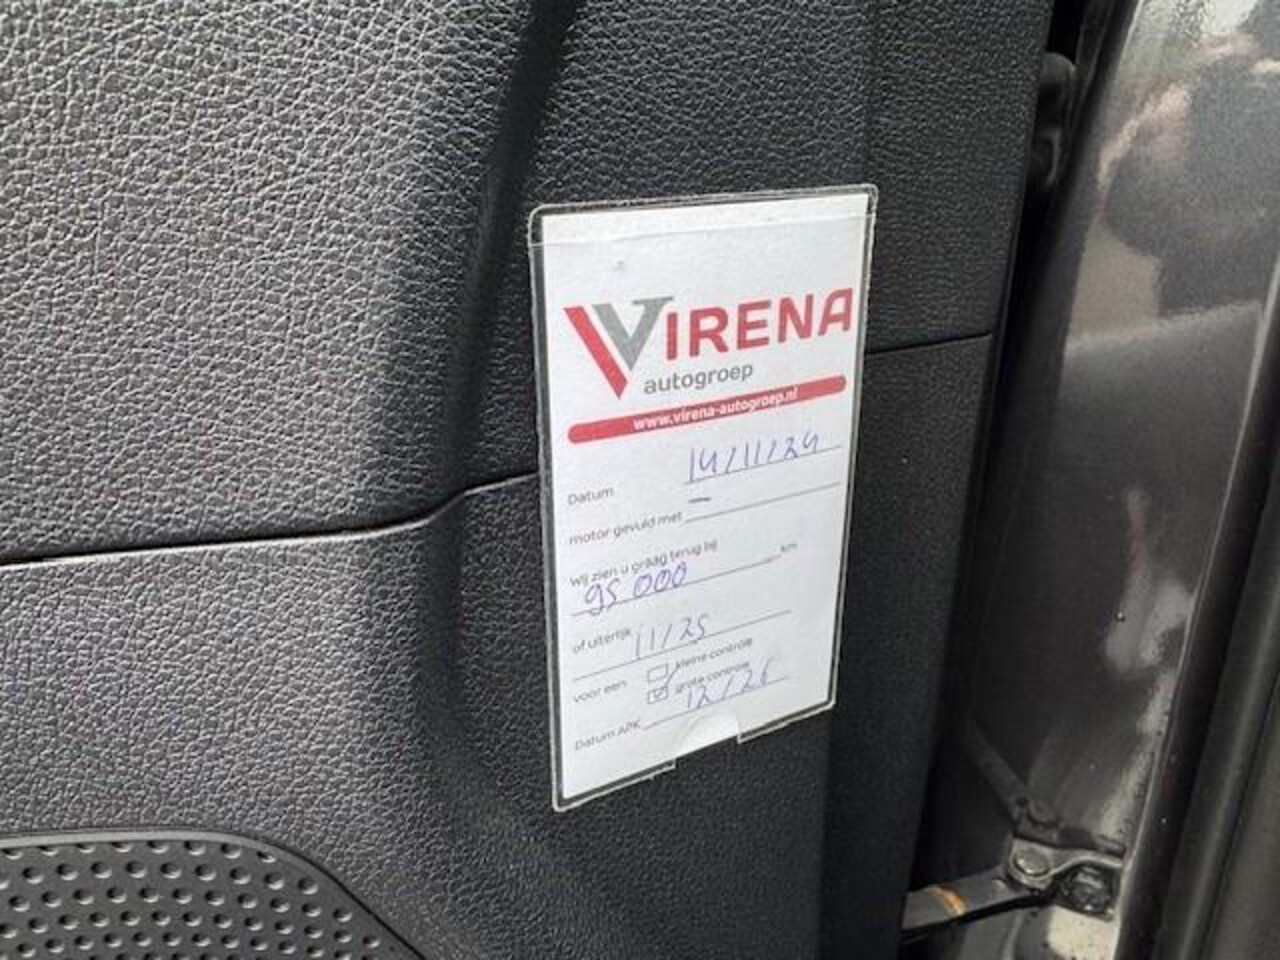 VIRENA
autogroep
www.virena-autogroep.nl
Datum 14/11/24
motor gevuld met –
Wij zien u graag terug bij
95 000 km
of uiterlijk 11/25
voor een kleine controle
grote controle
Datum APK 12/26